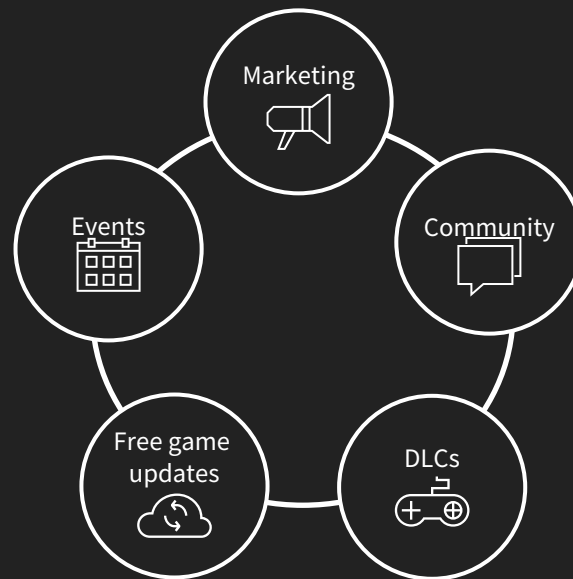 Marketing
Events
Community
Free game
updates
DLCs